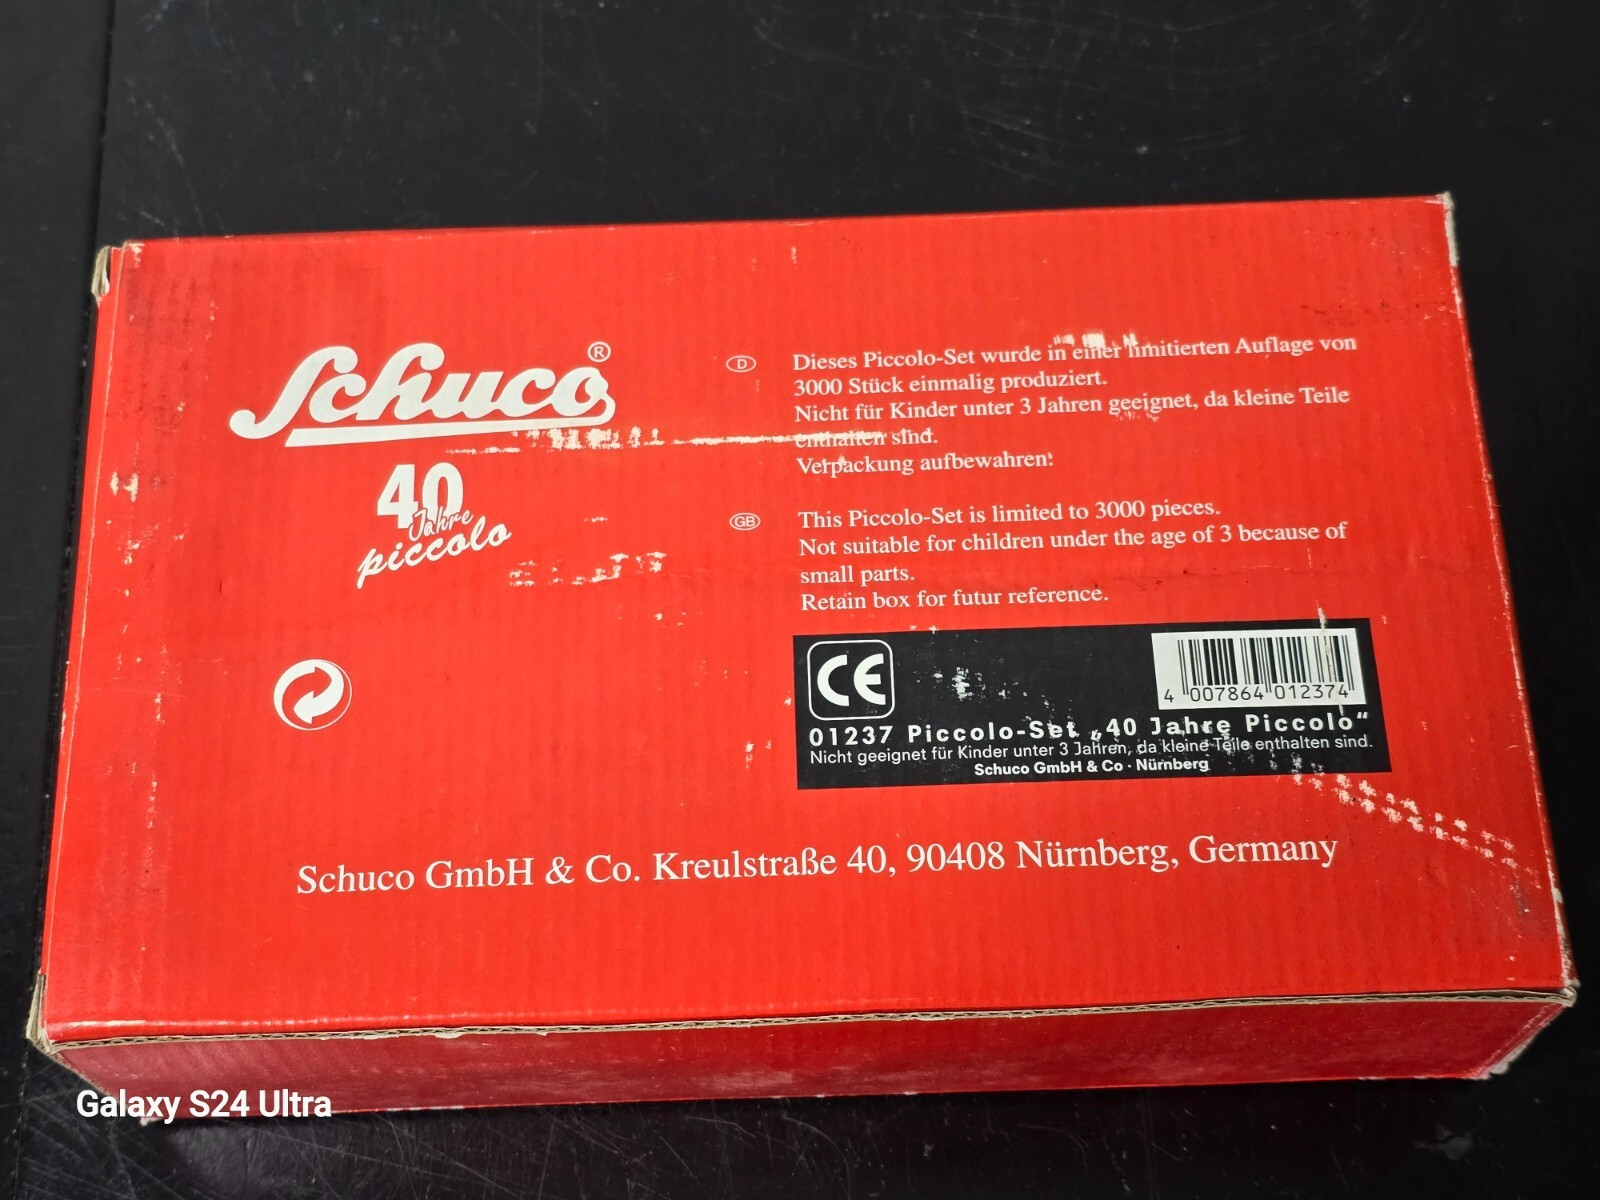 Schuco®
40
Jahre
piccolo
D
Dieses Piccolo-Set wurde in einer limitierten Auflage von
3000 Stück einmalig produziert.
Nicht für Kinder unter 3 Jahren geeignet, da kleine Teile
enthalten sind.
Verpackung aufbewahren!
GB
This Piccolo-Set is limited to 3000 pieces.
Not suitable for children under the age of 3 because of
small parts.
Retain box for futur reference.
CE
4 007864 012374
01237 Piccolo-Set „40 Jahre Piccolo“
Nicht geeignet für Kinder unter 3 Jahren, da kleine Teile enthalten sind.
Schuco GmbH & Co · Nürnberg
Schuco GmbH & Co. Kreulstraße 40, 90408 Nürnberg, Germany
Galaxy S24 Ultra